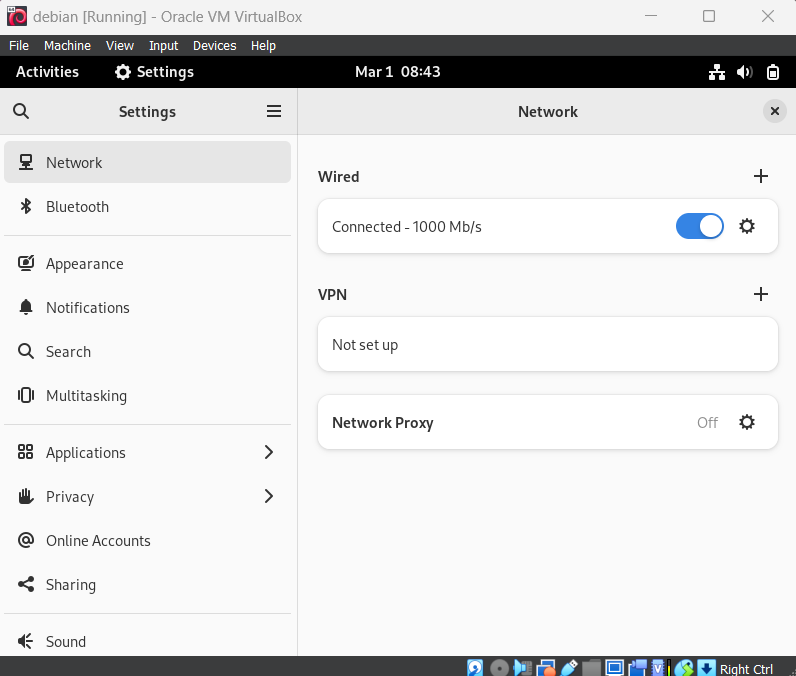 debian [Running] - Oracle VM VirtualBox
File Machine View Input Devices Help
Activities Settings Mar 1 08:43
Settings
Network
Network
Bluetooth
Appearance
Notifications
Search
Multitasking
Applications
Privacy
Online Accounts
Sharing
Sound
Wired
Connected - 1000 Mb/s
VPN
Not set up
Network Proxy Off
Right Ctrl